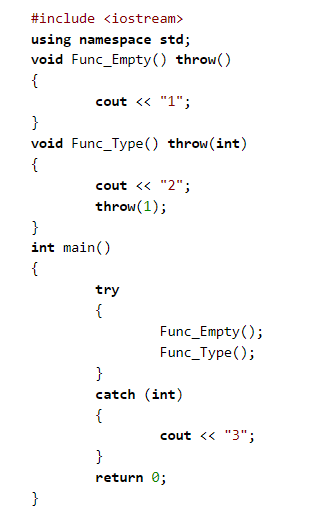 #include <iostream>
using namespace std;
void Func_Empty() throw()
{
cout << "1";
}
void Func_Type() throw(int)
{
cout << "2";
throw(1);
}
int main()
{
try
{
Func_Empty();
Func_Type();
}
catch (int)
{
cout << "3";
}
return 0;
}